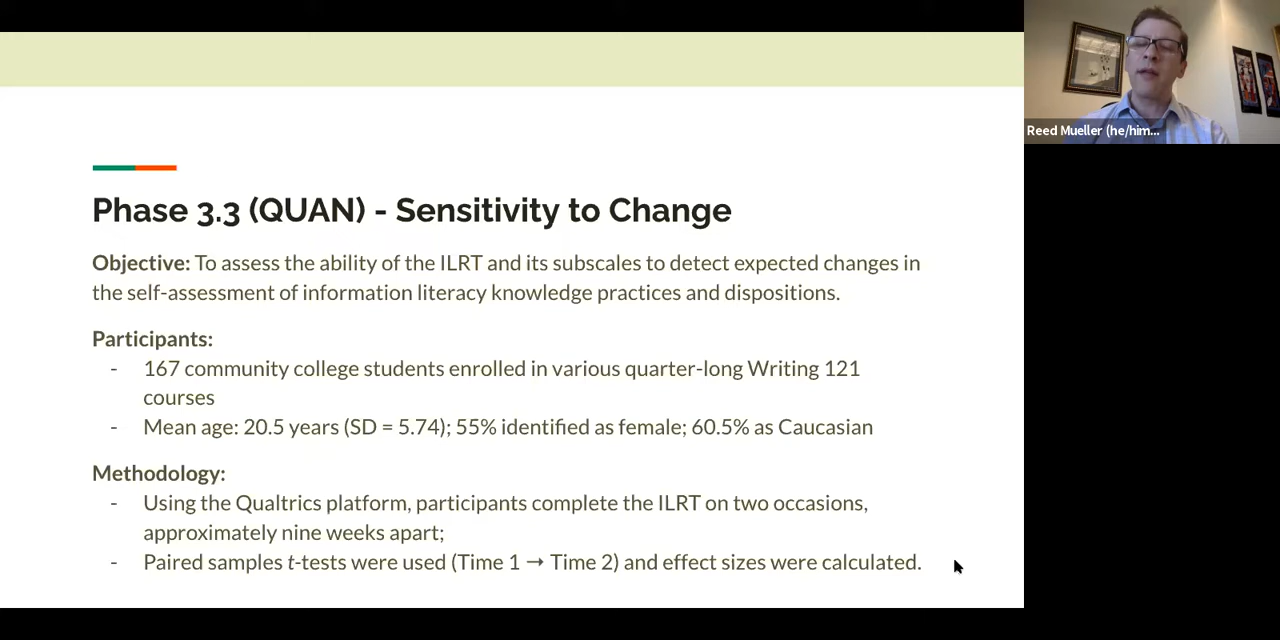 Phase 3.3 (QUAN) - Sensitivity to Change
Objective: To assess the ability of the ILRT and its subscales to detect expected changes in
the self-assessment of information literacy knowledge practices and dispositions.
Participants:
- 167 community college students enrolled in various quarter-long Writing 121
courses
- Mean age: 20.5 years (SD = 5.74); 55% identified as female; 60.5% as Caucasian
Methodology:
- Using the Qualtrics platform, participants complete the ILRT on two occasions,
approximately nine weeks apart;
- Paired samples t-tests were used (Time 1 → Time 2) and effect sizes were calculated.
Reed Mueller (he/him...